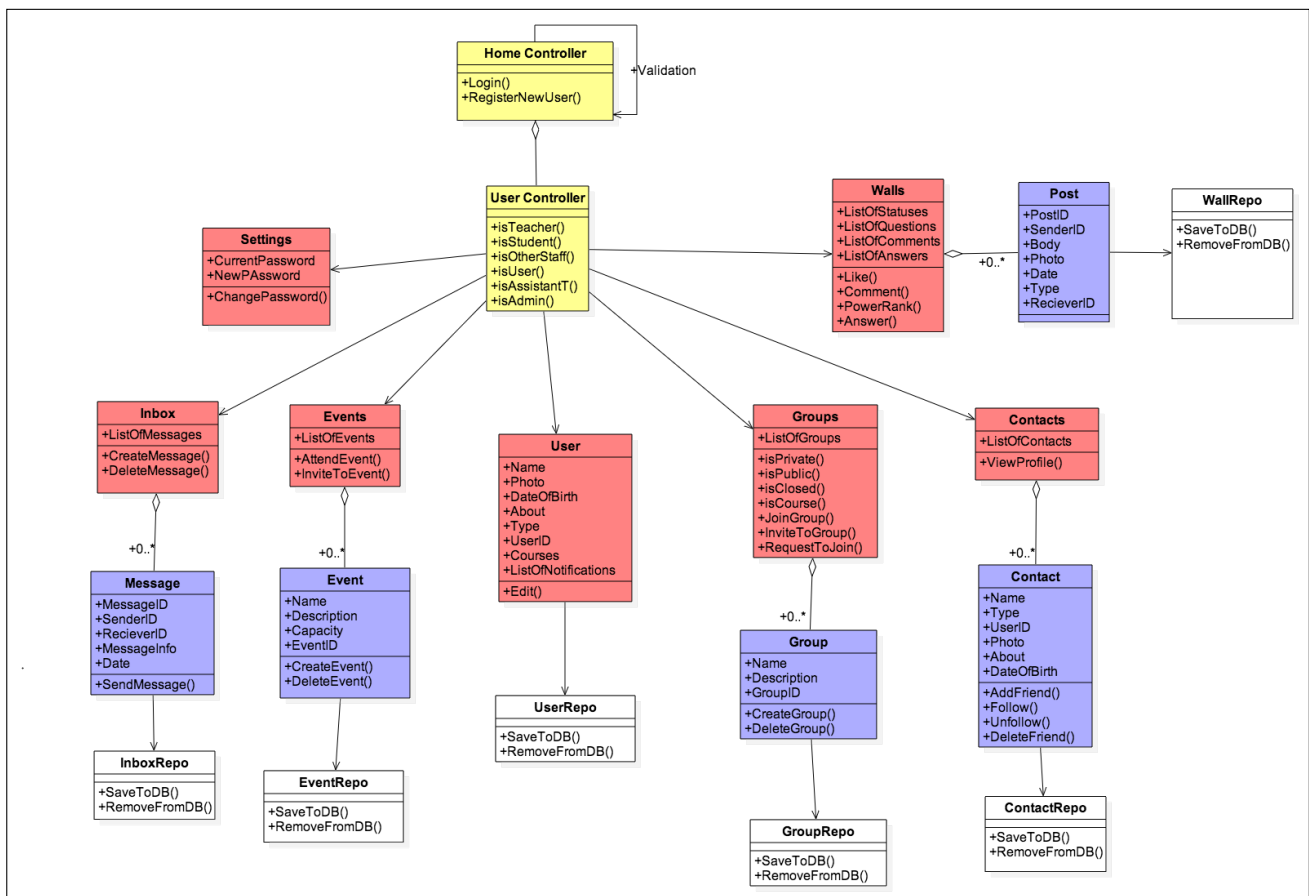 Home Controller
+Login()
+RegisterNewUser()
+Validation
User Controller
+isTeacher()
+isStudent()
+isOtherStaff()
+isUser()
+isAssistantT()
+isAdmin()
Settings
+CurrentPassword
+NewPAssword
+ChangePassword()
Walls
+ListOfStatuses
+ListOfQuestions
+ListOfComments
+ListOfAnswers
+Like()
+Comment()
+PowerRank()
+Answer()
+0..*
Post
+PostID
+SenderID
+Body
+Photo
+Date
+Type
+RecieverID
WallRepo
+SaveToDB()
+RemoveFromDB()
Inbox
+ListOfMessages
+CreateMessage()
+DeleteMessage()
+0..*
Message
+MessageID
+SenderID
+RecieverID
+MessageInfo
+Date
+SendMessage()
InboxRepo
+SaveToDB()
+RemoveFromDB()
Events
+ListOfEvents
+AttendEvent()
+InviteToEvent()
+0..*
Event
+Name
+Description
+Capacity
+EventID
+CreateEvent()
+DeleteEvent()
EventRepo
+SaveToDB()
+RemoveFromDB()
User
+Name
+Photo
+DateOfBirth
+About
+Type
+UserID
+Courses
+ListOfNotifications
+Edit()
UserRepo
+SaveToDB()
+RemoveFromDB()
Groups
+ListOfGroups
+isPrivate()
+isPublic()
+isClosed()
+isCourse()
+JoinGroup()
+InviteToGroup()
+RequestToJoin()
+0..*
Group
+Name
+Description
+GroupID
+CreateGroup()
+DeleteGroup()
GroupRepo
+SaveToDB()
+RemoveFromDB()
Contacts
+ListOfContacts
+ViewProfile()
+0..*
Contact
+Name
+Type
+UserID
+Photo
+About
+DateOfBirth
+AddFriend()
+Follow()
+Unfollow()
+DeleteFriend()
ContactRepo
+SaveToDB()
+RemoveFromDB()